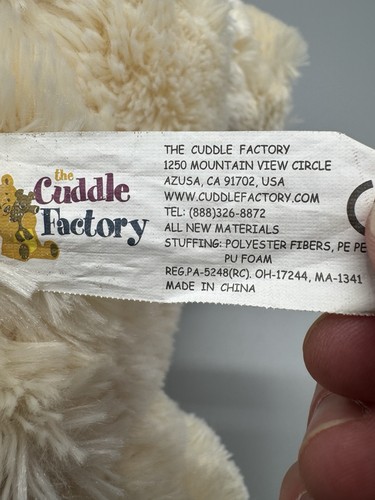 the
Cuddle
Factory
THE CUDDLE FACTORY
1250 MOUNTAIN VIEW CIRCLE
AZUSA, CA 91702, USA
WWW.CUDDLEFACTORY.COM
TEL: (888)326-8872
ALL NEW MATERIALS
STUFFING: POLYESTER FIBERS, PE PE
PU FOAM
REG.PA-5248(RC). OH-17244, MA-1341
MADE IN CHINA